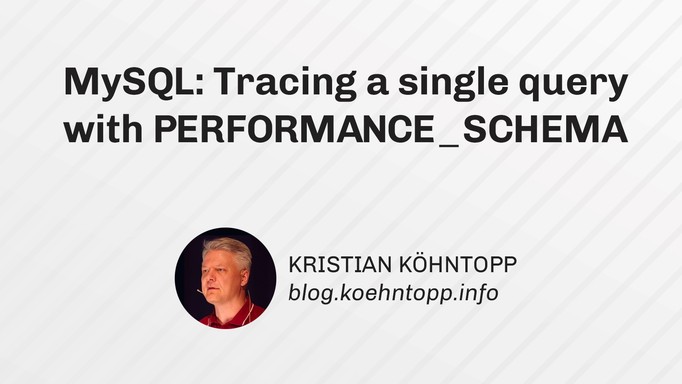 MySQL: Tracing a single query
with PERFORMANCE_SCHEMA
KRISTIAN KÖHNTOPP
blog.koehntopp.info